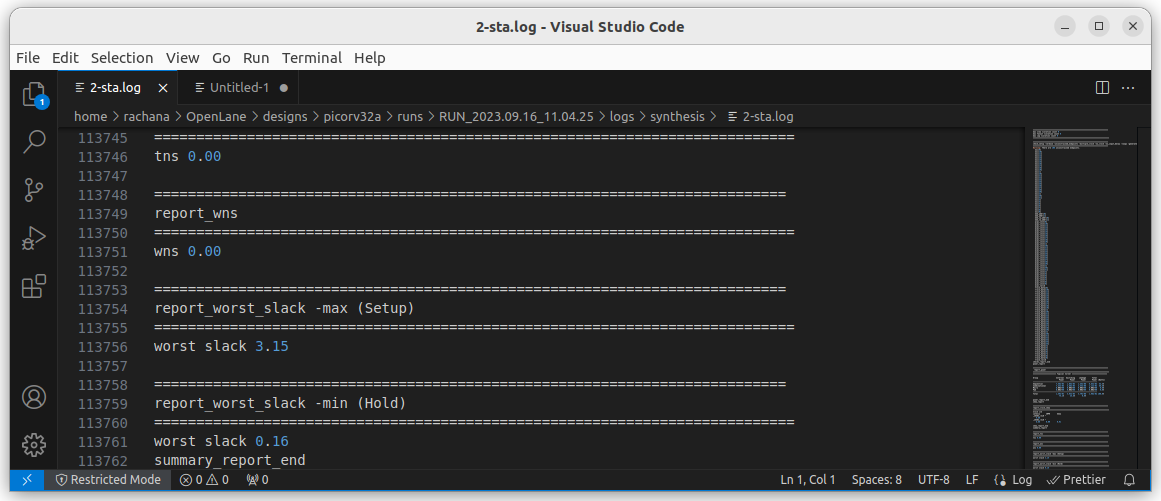 2-sta.log - Visual Studio Code
File Edit Selection View Go Run Terminal Help
1
2-sta.log Untitled-1
home > rachana > OpenLane > designs > picorv32a > runs > RUN_2023.09.16_11.04.25 > logs > synthesis > 2-sta.log
113745 ============================================================================
113746 tns 0.00
113747
113748 ===========================================================================
113749 report_wns
113750 ============================================================================
113751 wns 0.00
113752
113753 ===========================================================================
113754 report_worst_slack -max (Setup)
113755 ============================================================================
113756 worst slack 3.15
113757
113758 ===========================================================================
113759 report_worst_slack -min (Hold)
113760 ============================================================================
113761 worst slack 0.16
113762 summary_report_end
Restricted Mode 0 0 0 Ln 1, Col 1 Spaces: 8 UTF-8 LF Log Prettier